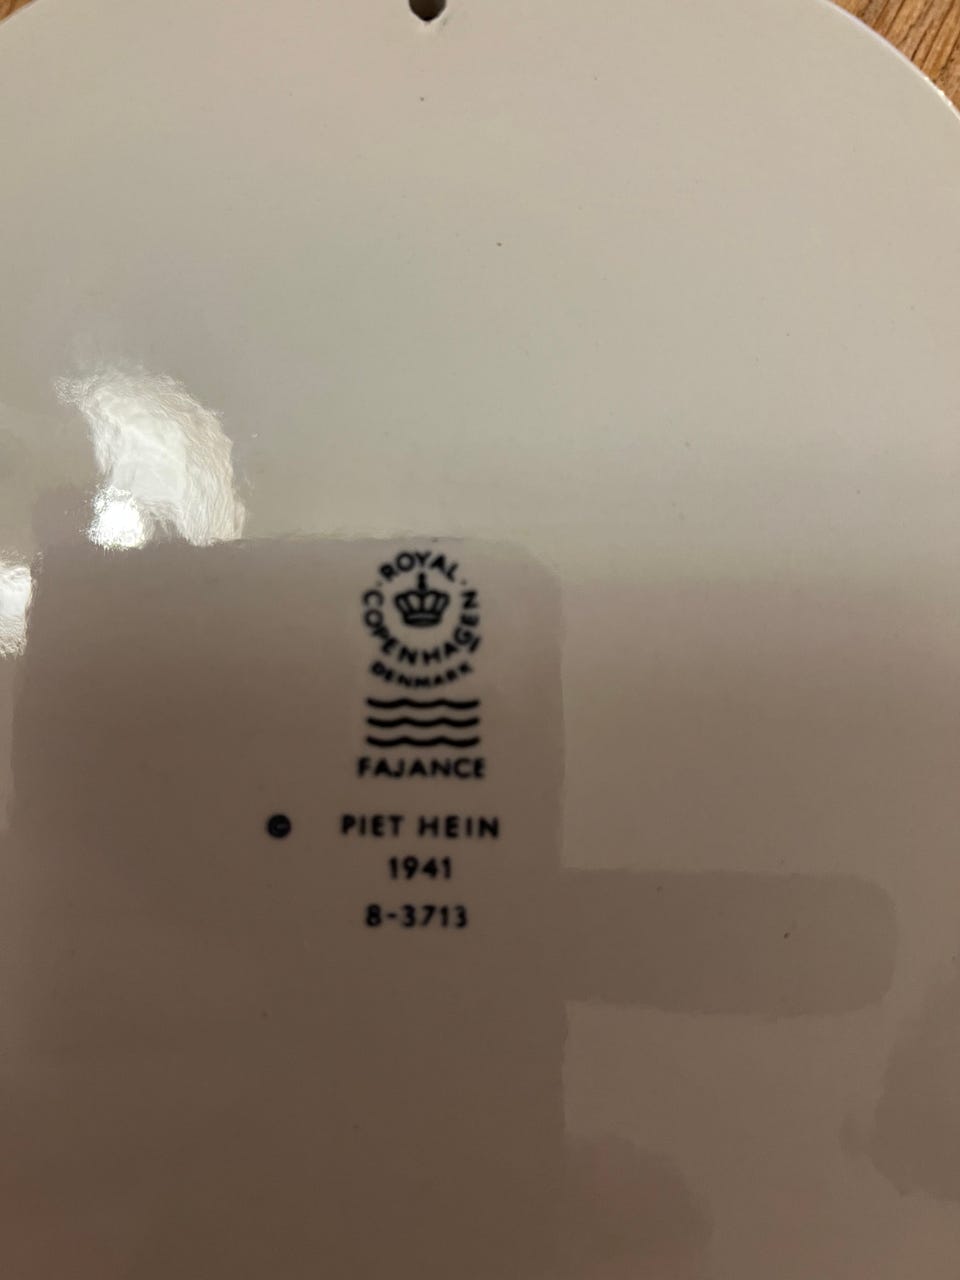 ROYAL
COPENHAGEN
DENMARK
FAJANCE
© PIET HEIN
1941
8-3713